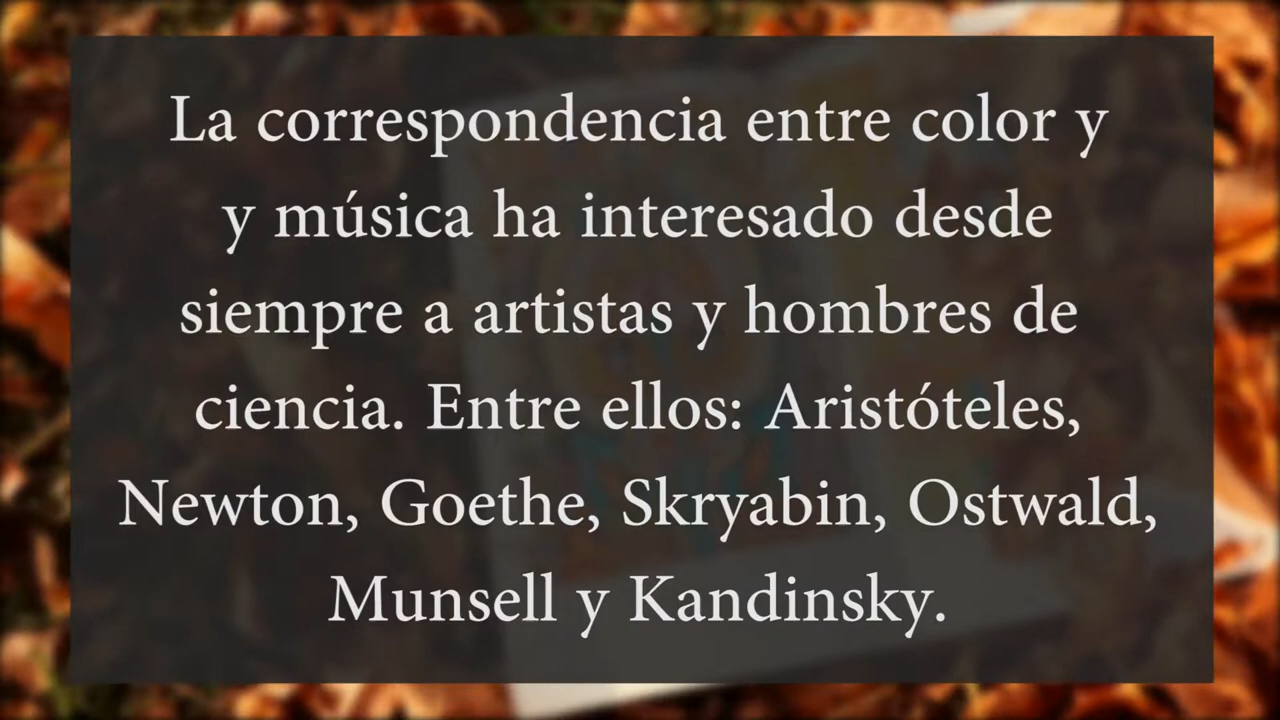 La correspondencia entre color y
y música ha interesado desde
siempre a artistas y hombres de
ciencia. Entre ellos: Aristóteles,
Newton, Goethe, Skryabin, Ostwald,
Munsell y Kandinsky.